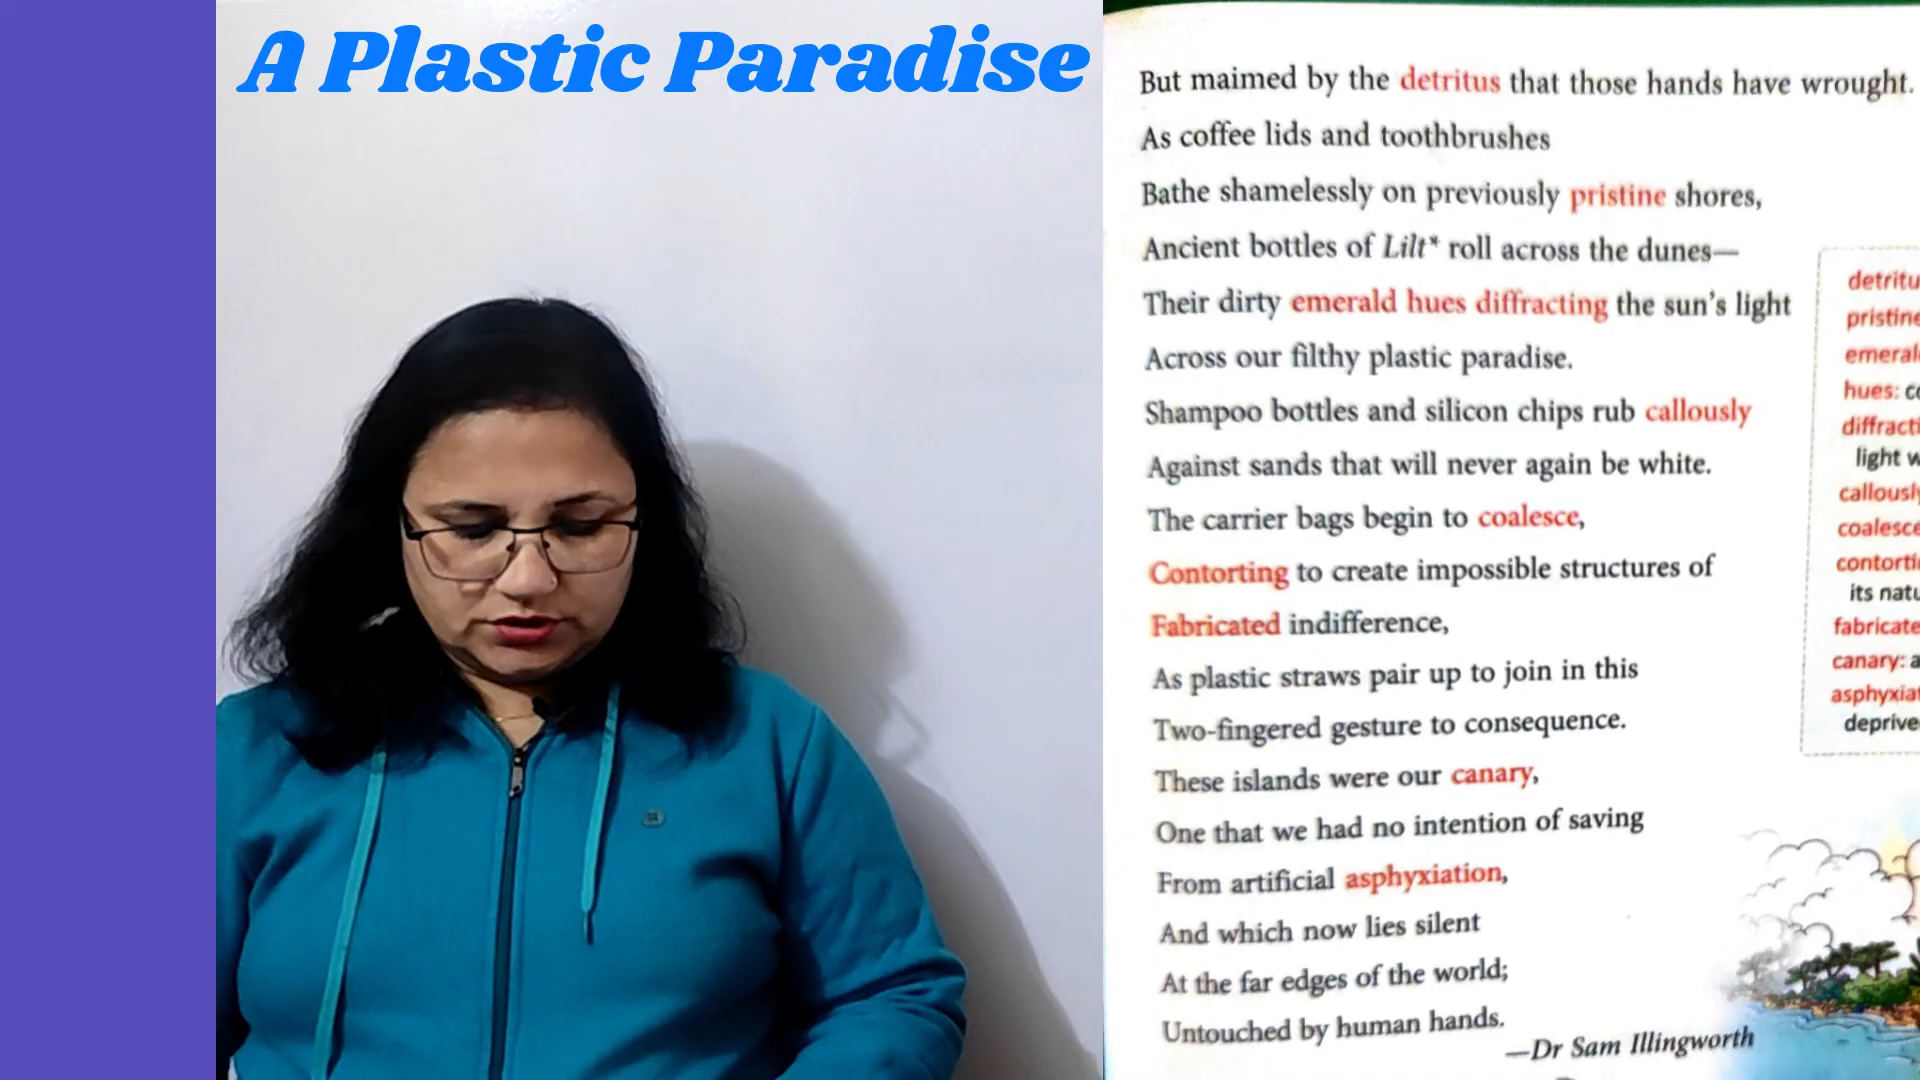 A Plastic Paradise
But maimed by the detritus that those hands have wrought.
As coffee lids and toothbrushes
Bathe shamelessly on previously pristine shores,
Ancient bottles of Lilt* roll across the dunes—
Their dirty emerald hues diffracting the sun's light
Across our filthy plastic paradise.
Shampoo bottles and silicon chips rub callously
Against sands that will never again be white.
The carrier bags begin to coalesce,
Contorting to create impossible structures of
Fabricated indifference,
As plastic straws pair up to join in this
Two-fingered gesture to consequence.
These islands were our canary,
One that we had no intention of saving
From artificial asphyxiation,
And which now lies silent
At the far edges of the world;
Untouched by human hands.
—Dr Sam Illingworth
pristine
hues:
light
callously
coalesce
its
canary: